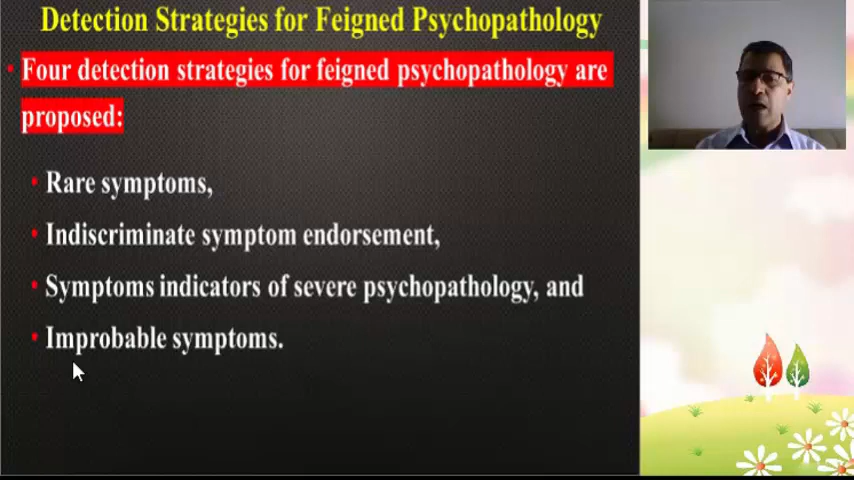 Detection Strategies for Feigned Psychopathology
• Four detection strategies for feigned psychopathology are
proposed:
• Rare symptoms,
• Indiscriminate symptom endorsement,
• Symptoms indicators of severe psychopathology, and
• Improbable symptoms.